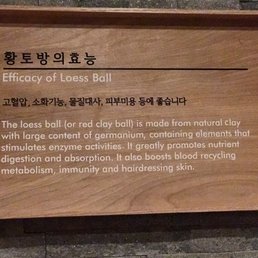 황토방의효능
Efficacy of Loess Ball
고혈압, 소화기능, 물질대사, 피부미용 등에 좋습니다
The loess ball (or red clay ball) is made from natural clay
with large content of germanium, containing elements that
stimulates enzyme activities. It greatly promotes nutrient
digestion and absorption. It also boosts blood recycling
metabolism, immunity and hairdressing skin.